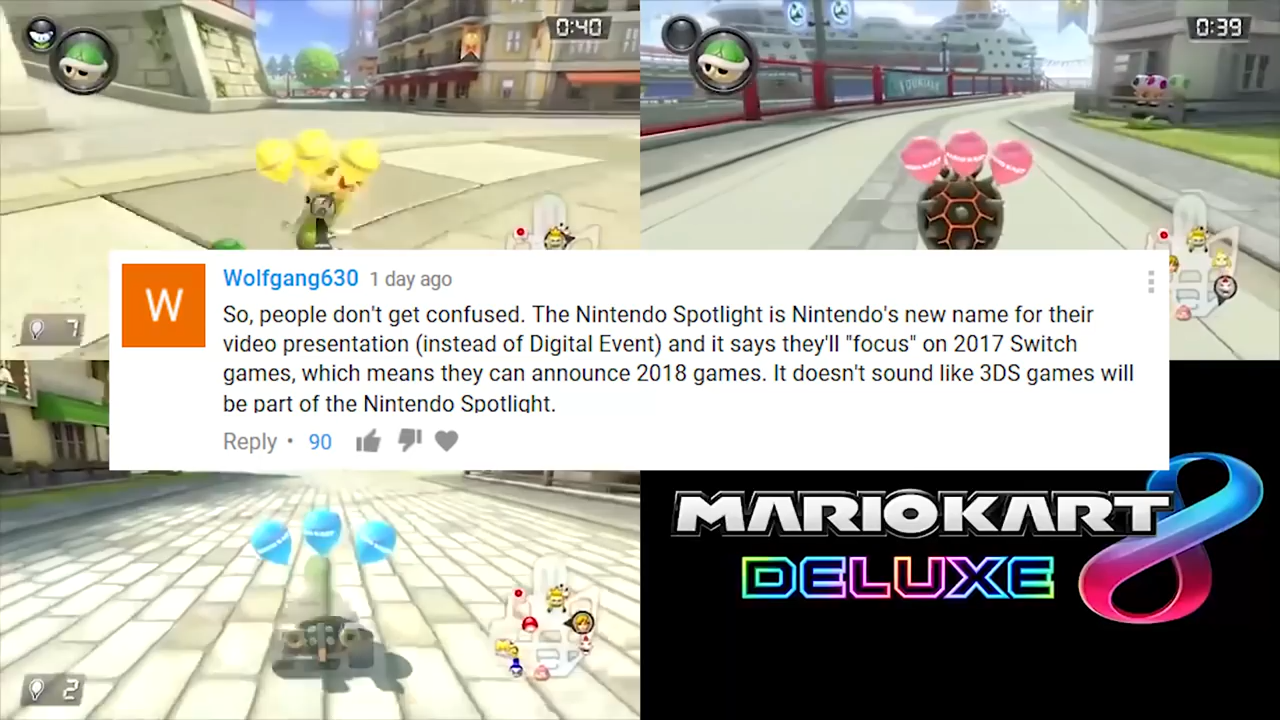 0:40
0:39
Wolfgang630 1 day ago
W
So, people don't get confused. The Nintendo Spotlight is Nintendo's new name for their
video presentation (instead of Digital Event) and it says they'll "focus" on 2017 Switch
games, which means they can announce 2018 games. It doesn't sound like 3DS games will
be part of the Nintendo Spotlight.
7
Reply • 90
MARIOKART 8
DELUXE
2